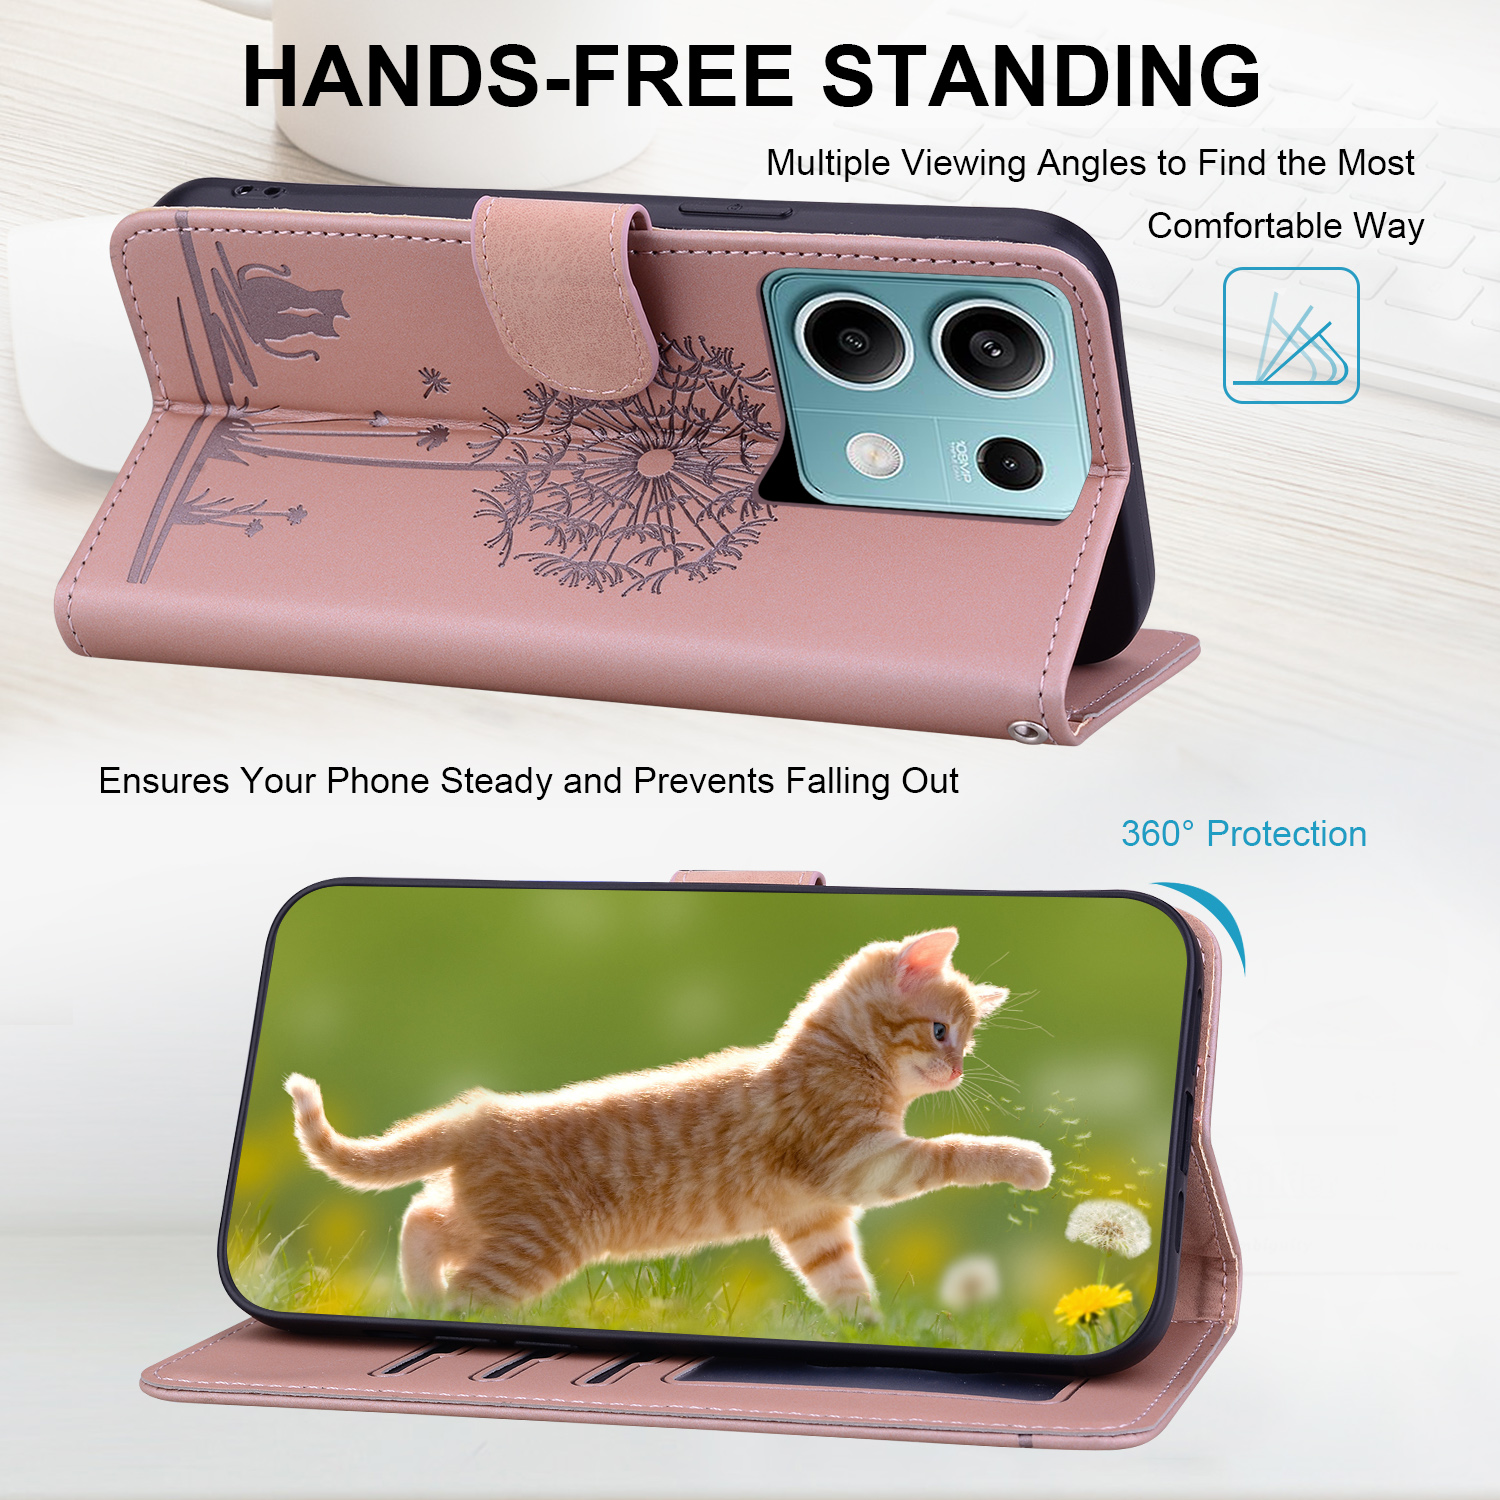 HANDS-FREE STANDING
Multiple Viewing Angles to Find the Most
Comfortable Way
108MP
Ensures Your Phone Steady and Prevents Falling Out
360° Protection